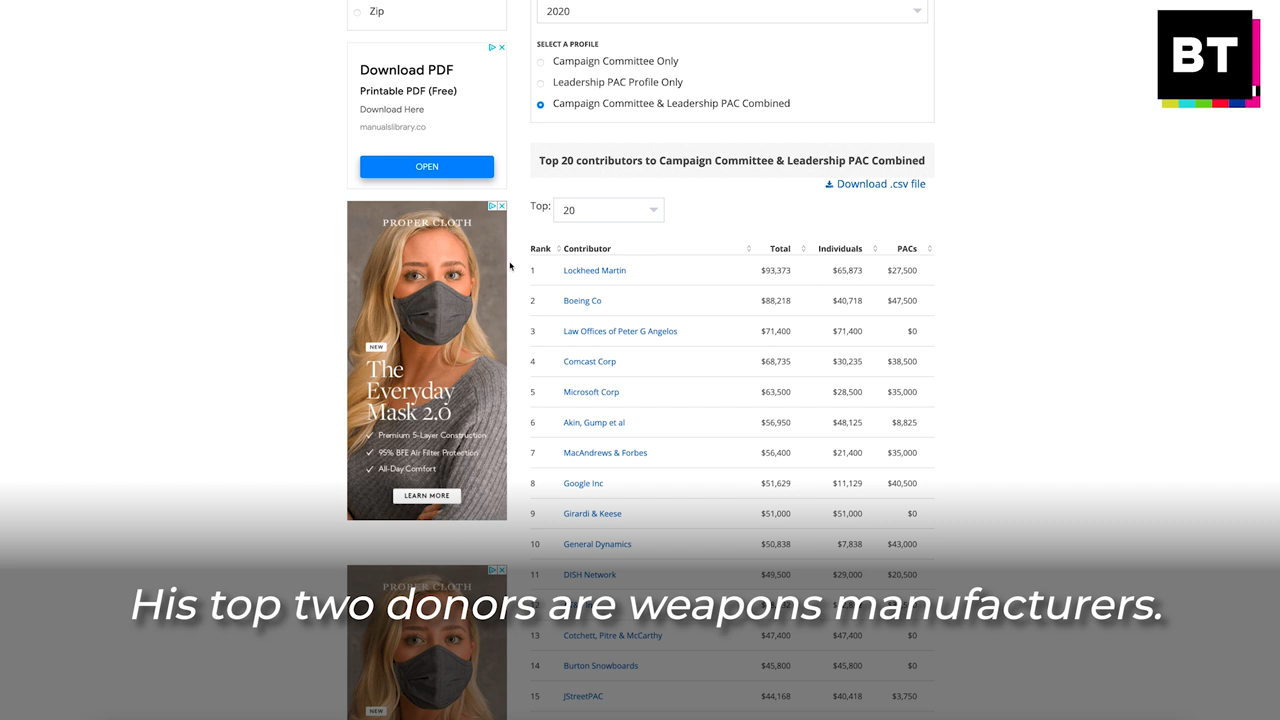 Zip
Download PDF
Printable PDF (Free)
Download Here
manualslibrary.co
OPEN
PROPER CLOTH
NEW
The
Everyday
Mask 2.0
✓ Premium 5-Layer Construction
✓ 95% BFE Air Filter Protection
✓ All-Day Comfort
LEARN MORE
PROPER CLOTH
NEW
2020
SELECT A PROFILE
Campaign Committee Only
Leadership PAC Profile Only
Campaign Committee & Leadership PAC Combined
Top 20 contributors to Campaign Committee & Leadership PAC Combined
Download .csv file
Top: 20
Rank Contributor Total Individuals PACs
1 Lockheed Martin $93,373 $65,873 $27,500
2 Boeing Co $88,218 $40,718 $47,500
3 Law Offices of Peter G Angelos $71,400 $71,400 $0
4 Comcast Corp $68,735 $30,235 $38,500
5 Microsoft Corp $63,500 $28,500 $35,000
6 Akin, Gump et al $56,950 $48,125 $8,825
7 MacAndrews & Forbes $56,400 $21,400 $35,000
8 Google Inc $51,629 $11,129 $40,500
9 Girardi & Keese $51,000 $51,000 $0
10 General Dynamics $50,838 $7,838 $43,000
11 DISH Network $49,500 $29,000 $20,500
13 Cotchett, Pitre & McCarthy $47,400 $47,400 $0
14 Burton Snowboards $45,800 $45,800 $0
15 JStreetPAC $44,168 $40,418 $3,750
His top two donors are weapons manufacturers.
BT